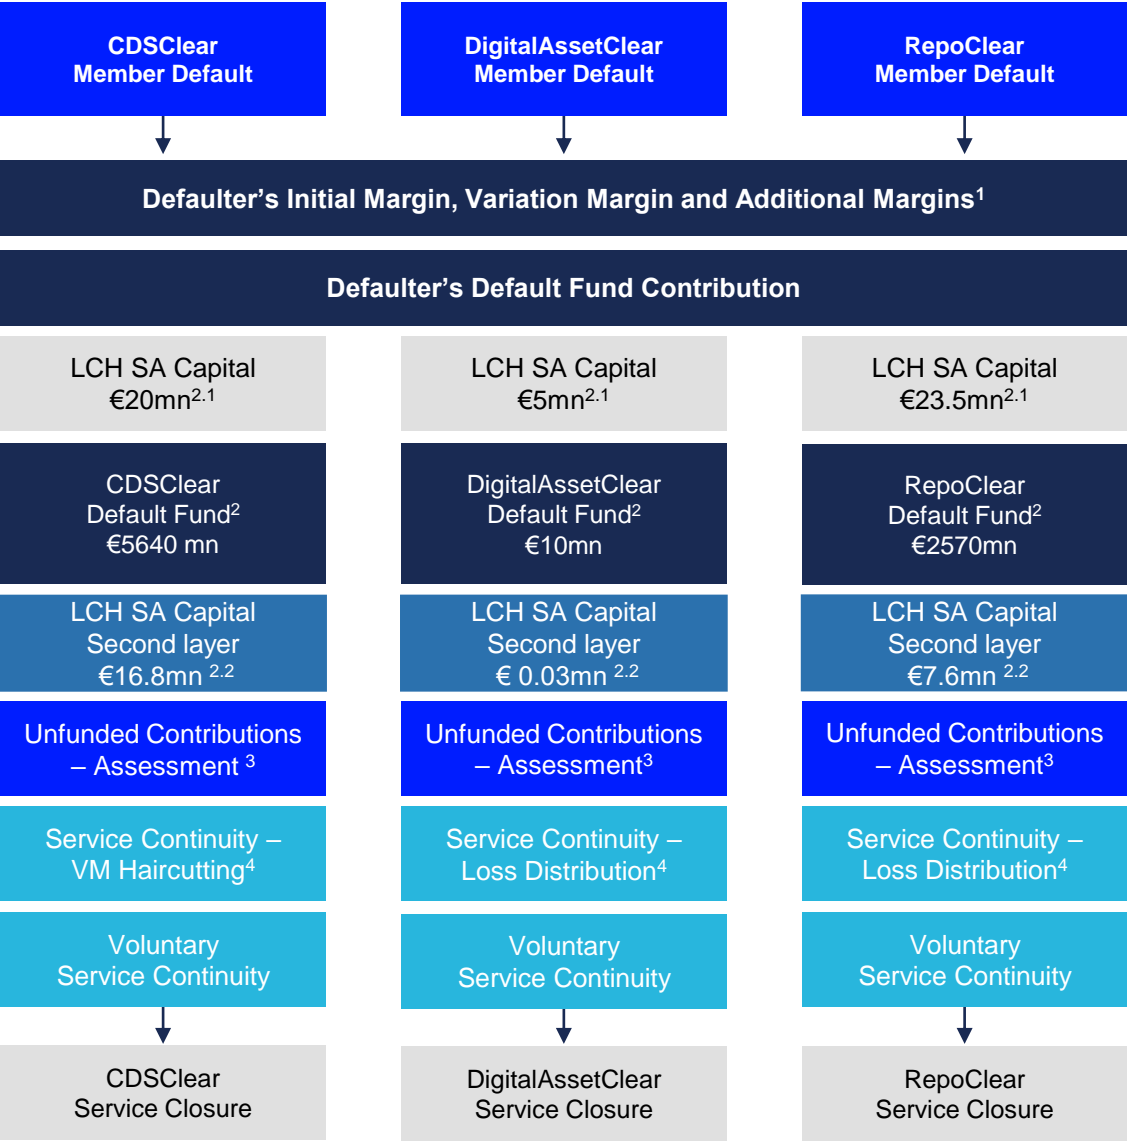 CDSClear
Member Default
DigitalAssetClear
Member Default
RepoClear
Member Default
Defaulter’s Initial Margin, Variation Margin and Additional Margins¹
Defaulter’s Default Fund Contribution
LCH SA Capital
€20mn²·¹
LCH SA Capital
€5mn²·¹
LCH SA Capital
€23.5mn²·¹
CDSClear
Default Fund²
€5640 mn
DigitalAssetClear
Default Fund²
€10mn
RepoClear
Default Fund²
€2570mn
LCH SA Capital
Second layer
€16.8mn ²·²
LCH SA Capital
Second layer
€ 0.03mn ²·²
LCH SA Capital
Second layer
€7.6mn ²·²
Unfunded Contributions
– Assessment ³
Unfunded Contributions
– Assessment³
Unfunded Contributions
– Assessment³
Service Continuity –
VM Haircutting⁴
Service Continuity –
Loss Distribution⁴
Service Continuity –
Loss Distribution⁴
Voluntary
Service Continuity
Voluntary
Service Continuity
Voluntary
Service Continuity
CDSClear
Service Closure
DigitalAssetClear
Service Closure
RepoClear
Service Closure